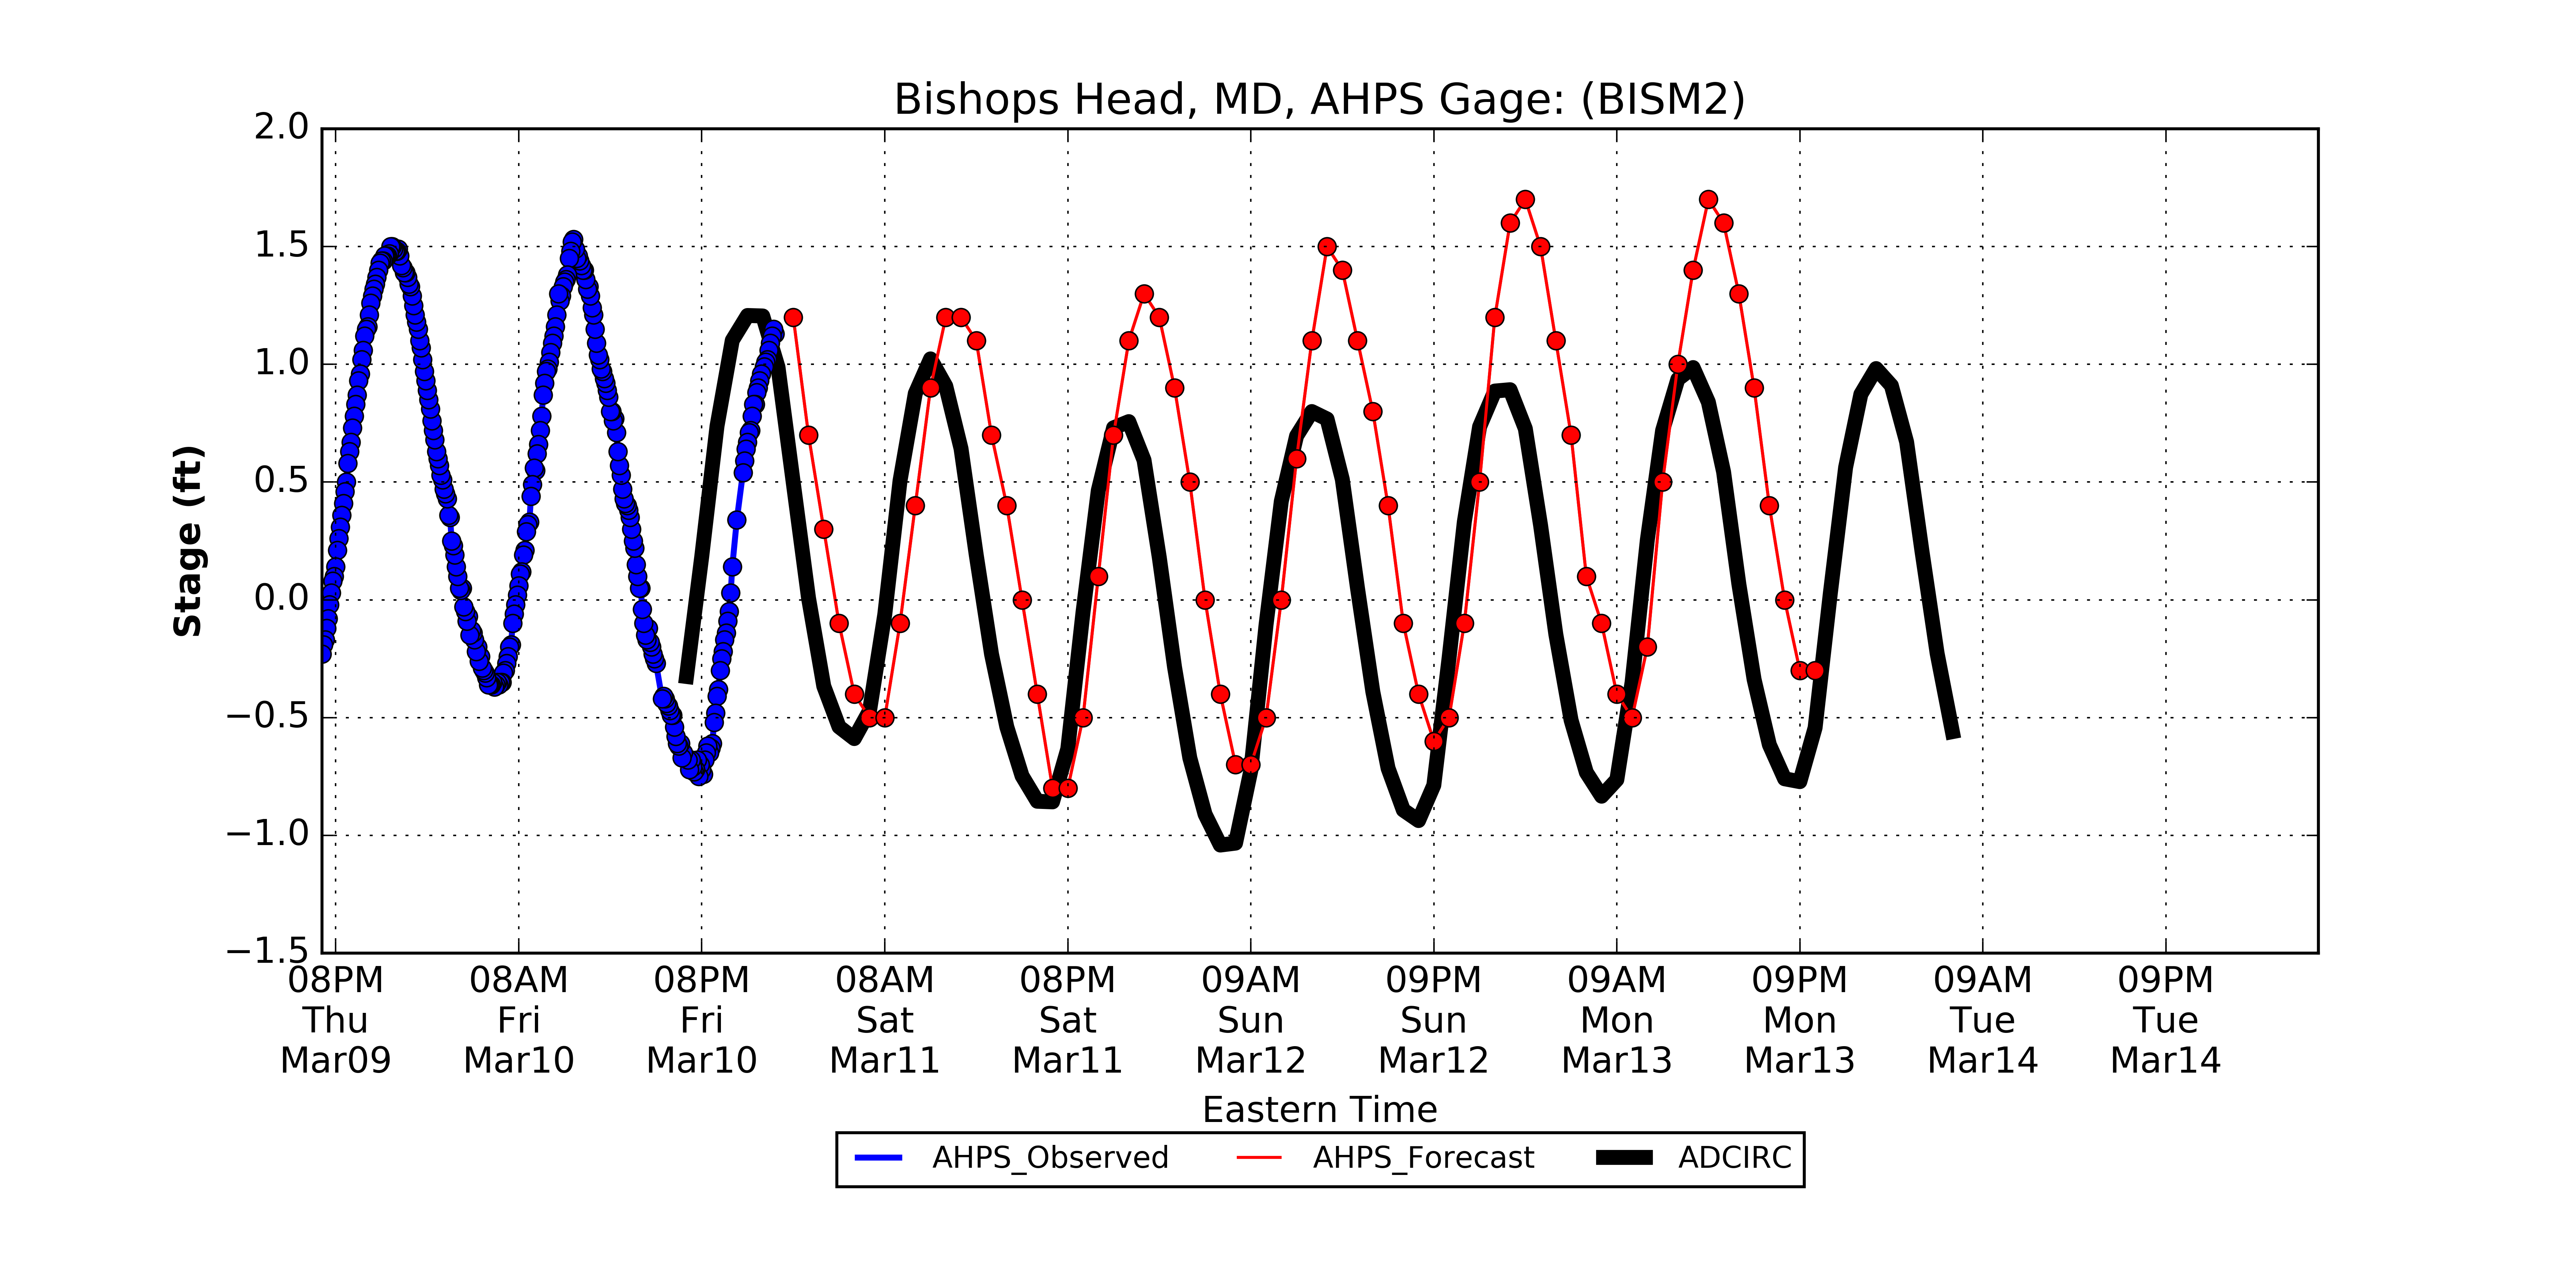 Bishops Head, MD, AHPS Gage: (BISM2)
2.0
1.5
1.0
0.5
0.0
−0.5
−1.0
−1.5
Stage (ft)
08PM 08AM 08PM 08AM 08PM 09AM 09PM 09AM 09PM 09AM 09PM
Thu Fri Fri Sat Sat Sun Sun Mon Mon Tue Tue
Mar09 Mar10 Mar10 Mar11 Mar11 Mar12 Mar12 Mar13 Mar13 Mar14 Mar14
Eastern Time
AHPS_Observed AHPS_Forecast ADCIRC